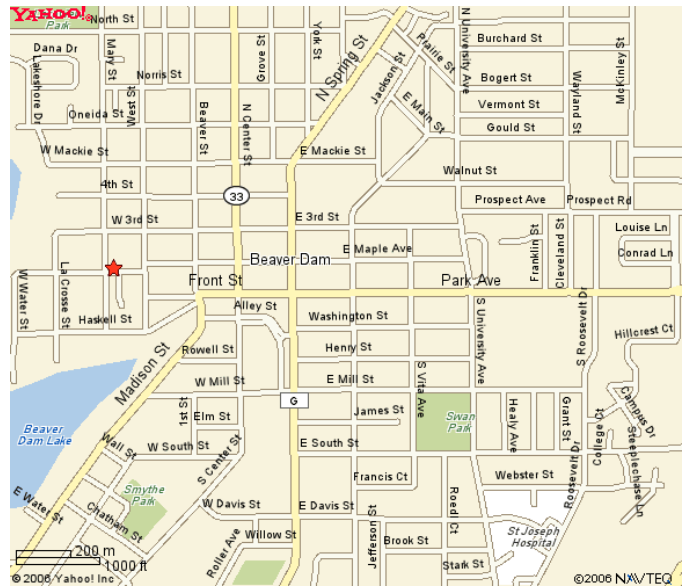 YAHOO!
Park
North St
Dana Dr
Mary St
Lakeshore Dr
Norris St
Oneida St
West St
Beaver St
Grove St
N Center St
York St
N Spring St
Jackson St
Prairie St
N University Ave
Burchard St
Bogert St
Vermont St
Gould St
Wayland St
McKinley St
E Main St
W Mackie St
E Mackie St
Walnut St
4th St
33
Prospect Ave
Prospect Rd
W 3rd St
E 3rd St
Louise Ln
Conrad Ln
Franklin St
Cleveland St
E Maple Ave
Beaver Dam
La Crosse St
W Water St
Front St
Park Ave
Alley St
Haskell St
Washington St
S University Ave
S Roosevelt Dr
Hillcrest Ct
Madison St
Rowell St
Henry St
W Mill St
E Mill St
S Vita Ave
G
1st St
Elm St
James St
Swan
Park
Healy Ave
Grant St
College Ct
Campus Dr
Steeplechase Ln
Beaver
Dam Lake
Wall St
W South St
S Center St
E South St
Francis Ct
Webster St
Roosevelt Dr
Smythe
Park
E Water St
Chatham St
W Davis St
E Davis St
Jefferson St
Roedl Ct
St Joseph
Hospital
Roller Ave
Willow St
Brook St
Stark St
200 m
1000 ft
© 2006 Yahoo! Inc
©2006 NAVTEQ